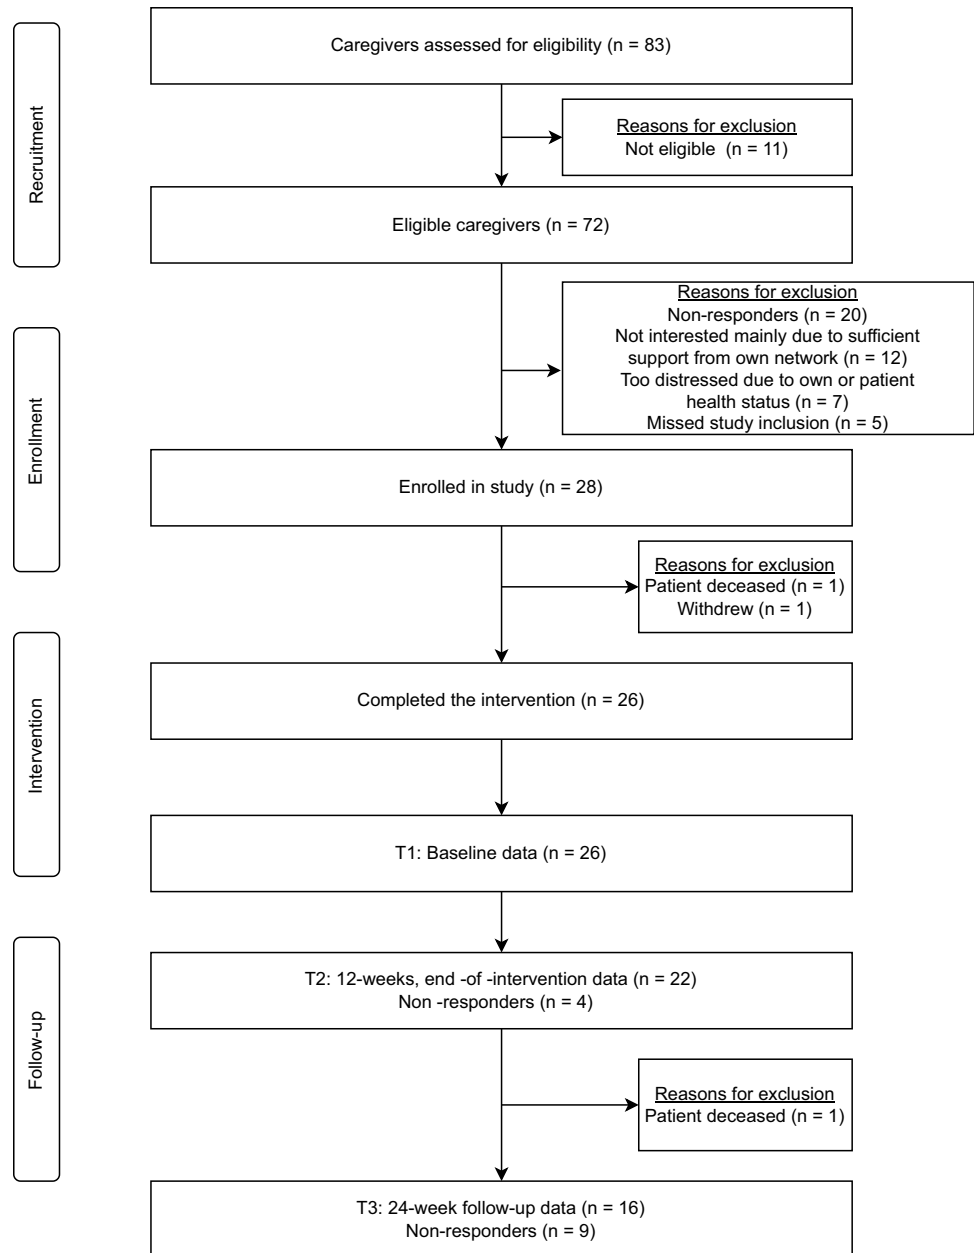 Recruitment
Caregivers assessed for eligibility (n = 83)
Reasons for exclusion
Not eligible  (n = 11)
Eligible caregivers (n = 72)
Enrollment
Reasons for exclusion
Non-responders (n = 20)
Not interested mainly due to sufficient
support from own network (n = 12)
Too distressed due to own or patient
health status (n = 7)
Missed study inclusion (n = 5)
Enrolled in study (n = 28)
Reasons for exclusion
Patient deceased (n = 1)
Withdrew (n = 1)
Intervention
Completed the intervention (n = 26)
T1: Baseline data (n = 26)
Follow-up
T2: 12-weeks, end -of -intervention data (n = 22)
Non -responders (n = 4)
Reasons for exclusion
Patient deceased (n = 1)
T3: 24-week follow-up data (n = 16)
Non-responders (n = 9)